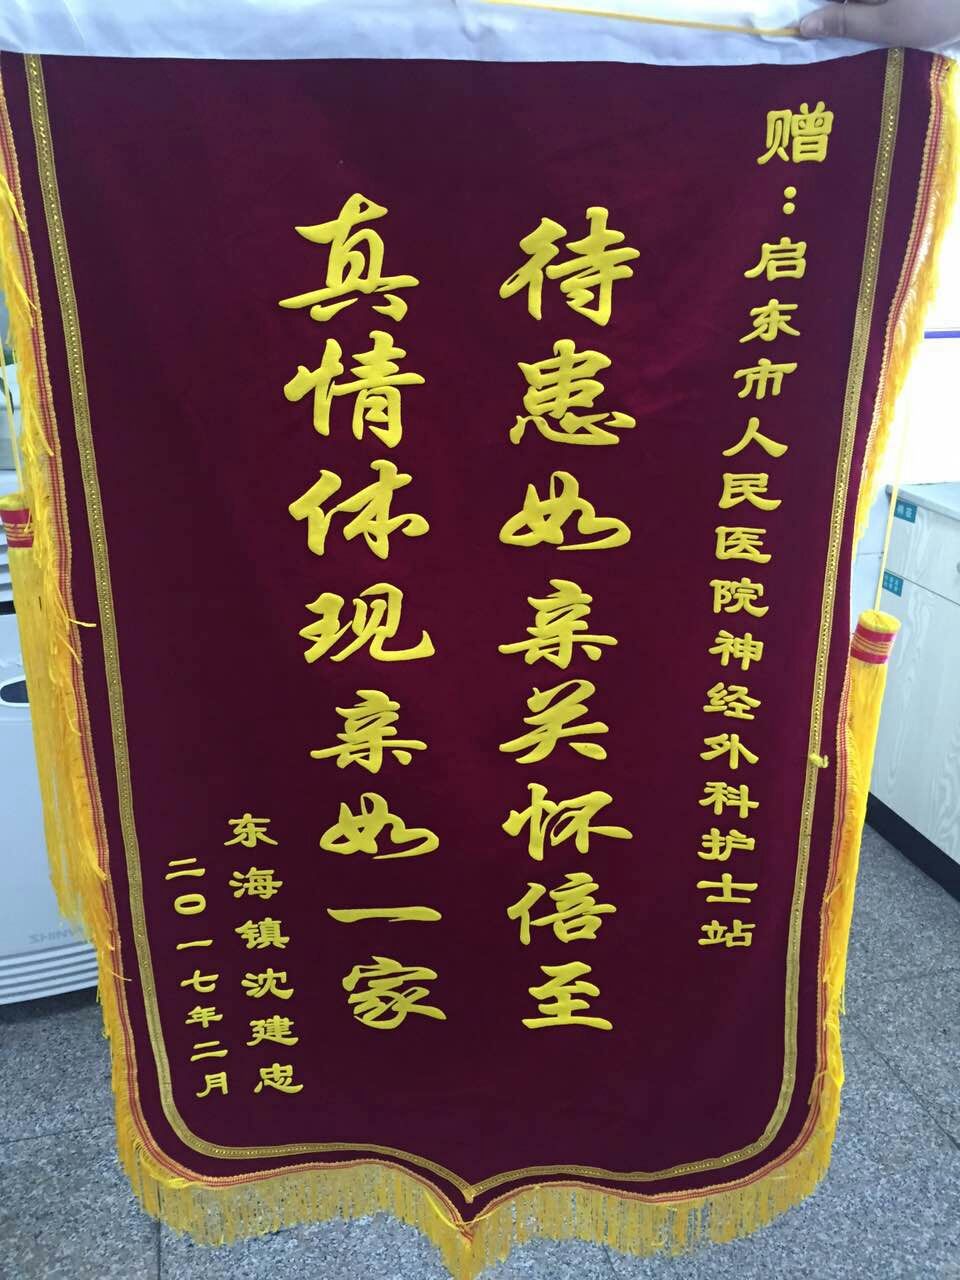 赠：启东市人民医院神经外科护士站
待患如亲关怀倍至
真情体现亲如一家
东海镇沈建忠
二〇一七年二月